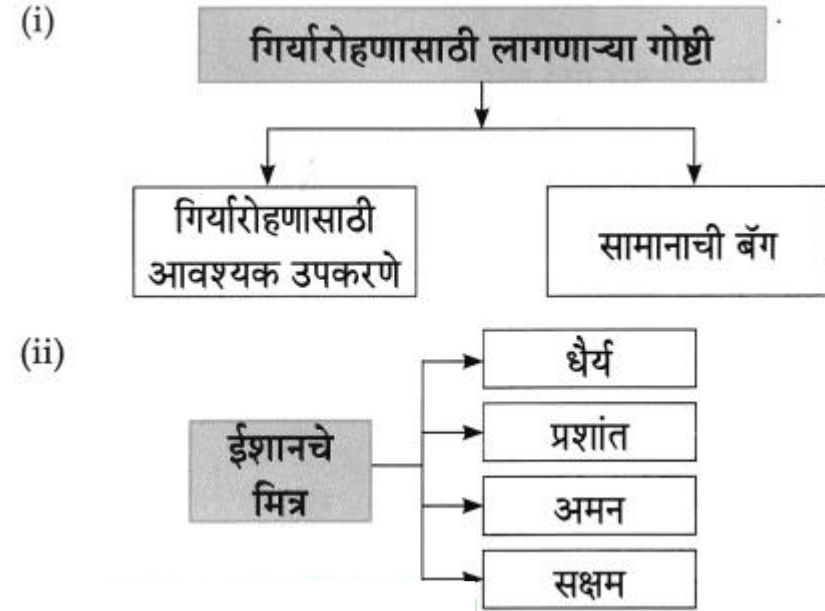 (i)
गिर्यारोहणासाठी लागणाऱ्या गोष्टी
गिर्यारोहणासाठी
आवश्यक उपकरणे
सामानाची बॅग
(ii)
ईशानचे
मित्र
धैर्य
प्रशांत
अमन
सक्षम